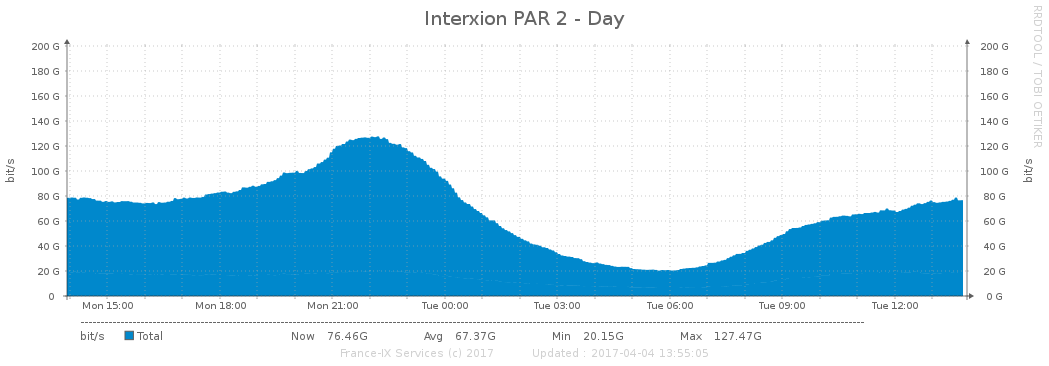 Interxion PAR 2 - Day
RRDTOOL / TOBI OETIKER
bit/s
200 G 200 G
180 G 180 G
160 G 160 G
140 G 140 G
120 G 120 G
100 G 100 G
80 G 80 G
60 G 60 G
40 G 40 G
20 G 20 G
0 0 G
bit/s
Mon 15:00 Mon 18:00 Mon 21:00 Tue 00:00 Tue 03:00 Tue 06:00 Tue 09:00 Tue 12:00
bit/s Total Now 76.46G Avg 67.37G Min 20.15G Max 127.47G
France-IX Services (c) 2017 Updated : 2017-04-04 13:55:05